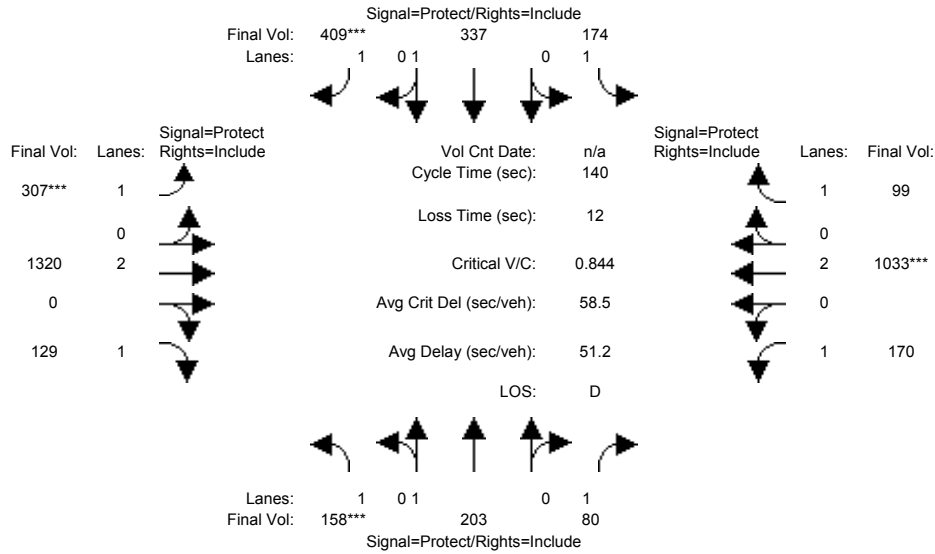 Signal=Protect/Rights=Include
Final Vol: 409*** 337 174
Lanes: 1 0 1 0 1
Signal=Protect Signal=Protect
Final Vol: Lanes: Rights=Include Vol Cnt Date: n/a Rights=Include Lanes: Final Vol:
Cycle Time (sec): 140
307*** 1 1 99
Loss Time (sec): 12
0 0
1320 2 Critical V/C: 0.844 2 1033***
0 0 Avg Crit Del (sec/veh): 58.5 0
129 1 Avg Delay (sec/veh): 51.2 1 170
LOS: D
Lanes: 1 0 1 0 1
Final Vol: 158*** 203 80
Signal=Protect/Rights=Include